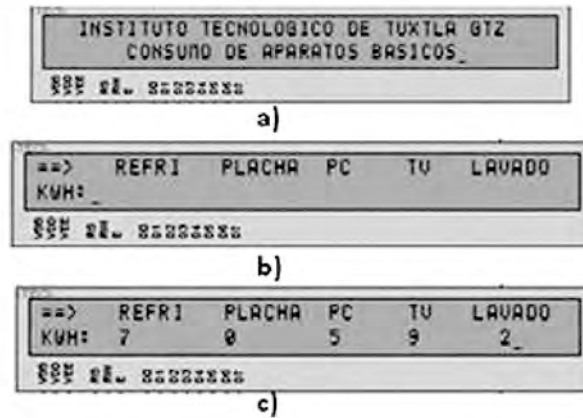 INSTITUTO TECNOLOGICO DE TUXTLA GTZ
CONSUMO DE APARATOS BASICOS_
a)
==> REFRI PLACHA PC TV LAVADO
KWH:_
b)
==> REFRI PLACHA PC TV LAVADO
KWH: 7 0 5 9 2_
c)